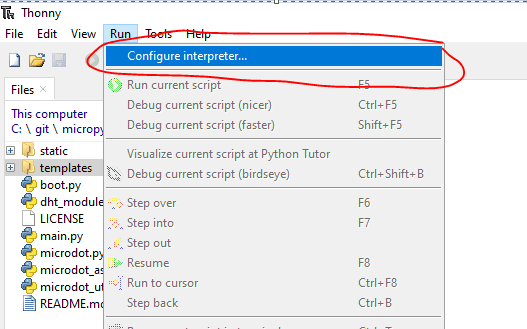 Thonny
File Edit View Run Tools Help
Configure interpreter...
Files
This computer
C: \ git \ micropy
static
templates
boot.py
dht_module
LICENSE
main.py
microdot.py
microdot_as
microdot_ut
README.mc
Run current script F5
Debug current script (nicer) Ctrl+F5
Debug current script (faster) Shift+F5
Visualize current script at Python Tutor
Debug current script (birdseye) Ctrl+Shift+B
Step over F6
Step into F7
Step out
Resume F8
Run to cursor Ctrl+F8
Step back Ctrl+B